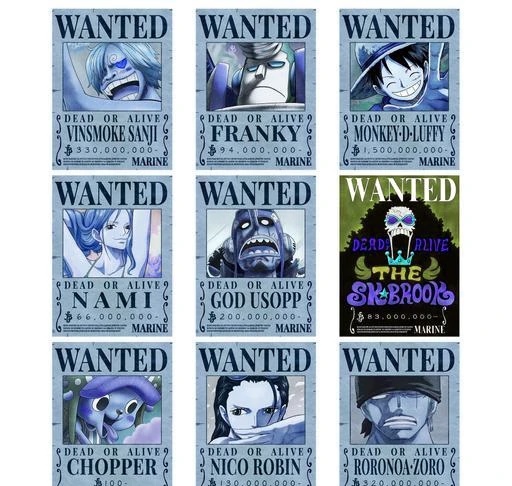 WANTED WANTED WANTED
DEAD OR ALIVE DEAD OR ALIVE DEAD OR ALIVE
VINSMOKE SANJI FRANKY MONKEY·D·LUFFY
330,000,000- 94,000,000- 1,500,000,000-
MARINE MARINE MARINE
WANTED WANTED WANTED
DEAD OR ALIVE DEAD OR ALIVE DEAD ALIVE
NAMI GOD USOPP THE
SK★BROOK
66,000,000- 200,000,000- 83,000,000-
MARINE MARINE MARINE
WANTED WANTED WANTED
DEAD OR ALIVE DEAD OR ALIVE DEAD OR ALIVE
CHOPPER NICO ROBIN RORONOA·ZORO
100- 130,000,000- 320,000,000-